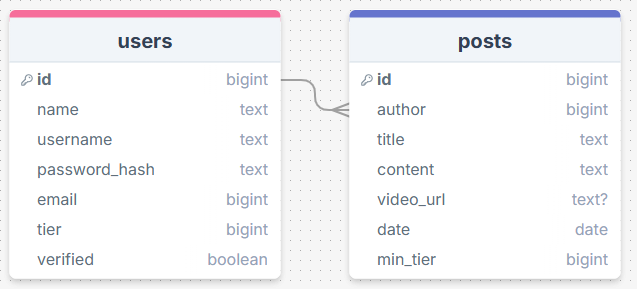 users
id bigint
name text
username text
password_hash text
email bigint
tier bigint
verified boolean
posts
id bigint
author bigint
title text
content text
video_url text?
date date
min_tier bigint